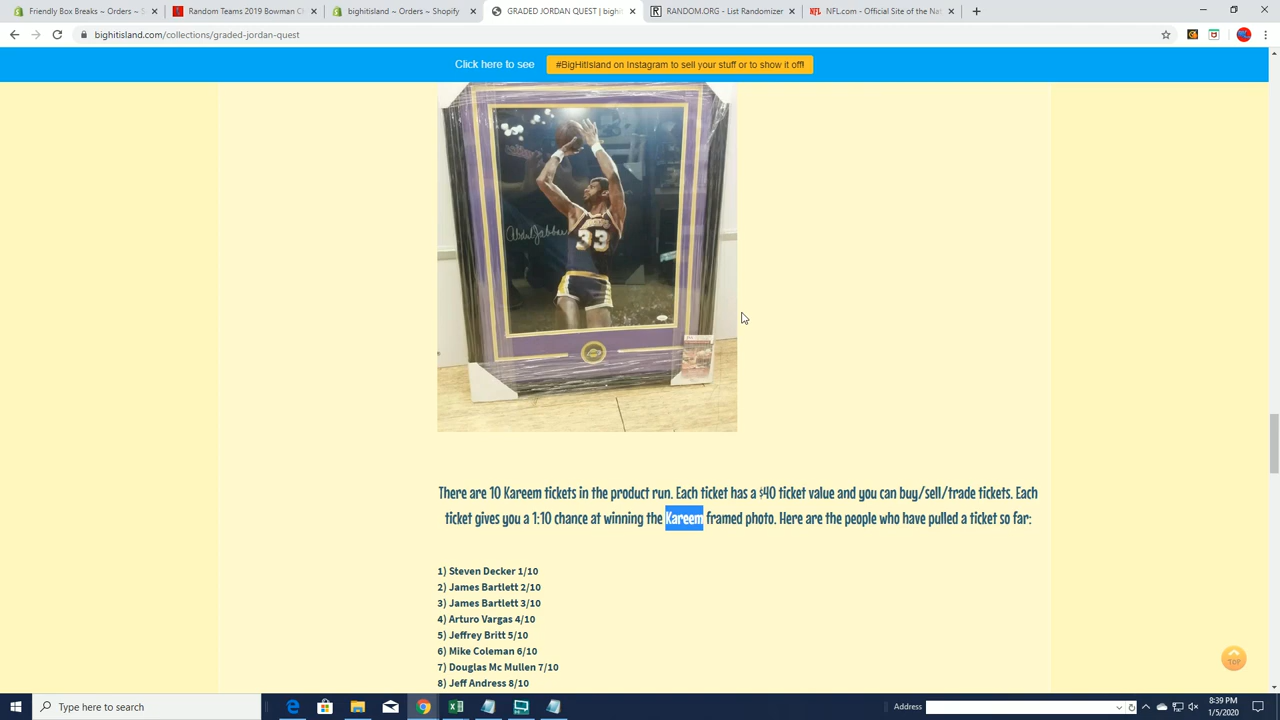 Friendly Box Breaks ~ Orders ~ S
Random Teams 2019 Bowman C
bighitisland ~ Orders ~ Shopify
GRADED JORDAN QUEST | bighi
RANDOM.ORG - List Randomizer
NFL.com - Official Site of the Nat
bighitisland.com/collections/graded-jordan-quest
Click here to see
#BigHitIsland on Instagram to sell your stuff or to show it off!
Abdul Jabbar
33
There are 10 Kareem tickets in the product run. Each ticket has a $40 ticket value and you can buy/sell/trade tickets. Each
ticket gives you a 1:10 chance at winning the Kareem framed photo. Here are the people who have pulled a ticket so far:
1) Steven Decker 1/10
2) James Bartlett 2/10
3) James Bartlett 3/10
4) Arturo Vargas 4/10
5) Jeffrey Britt 5/10
6) Mike Coleman 6/10
7) Douglas Mc Mullen 7/10
8) Jeff Andress 8/10
TOP
Type here to search
Address
8:39 PM
1/5/2020